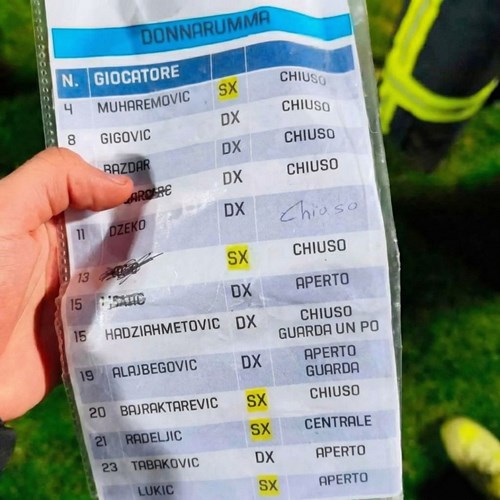 DONNARUMMA
N. GIOCATORE
4 MUHAREMOVIC SX CHIUSO
8 GIGOVIC DX CHIUSO
BAZDAR DX CHIUSO
DX CHIUSO
11 DZEKO DX Chiuso
13 SX CHIUSO
15 DX APERTO
15 HADZIAHMETOVIC DX CHIUSO
GUARDA UN PO
19 ALAJBEGOVIC DX APERTO
GUARDA
20 BAJRAKTAREVIC SX CHIUSO
21 RADELJIC SX CENTRALE
23 TABAKOVIC DX APERTO
LUKIC SX APERTO